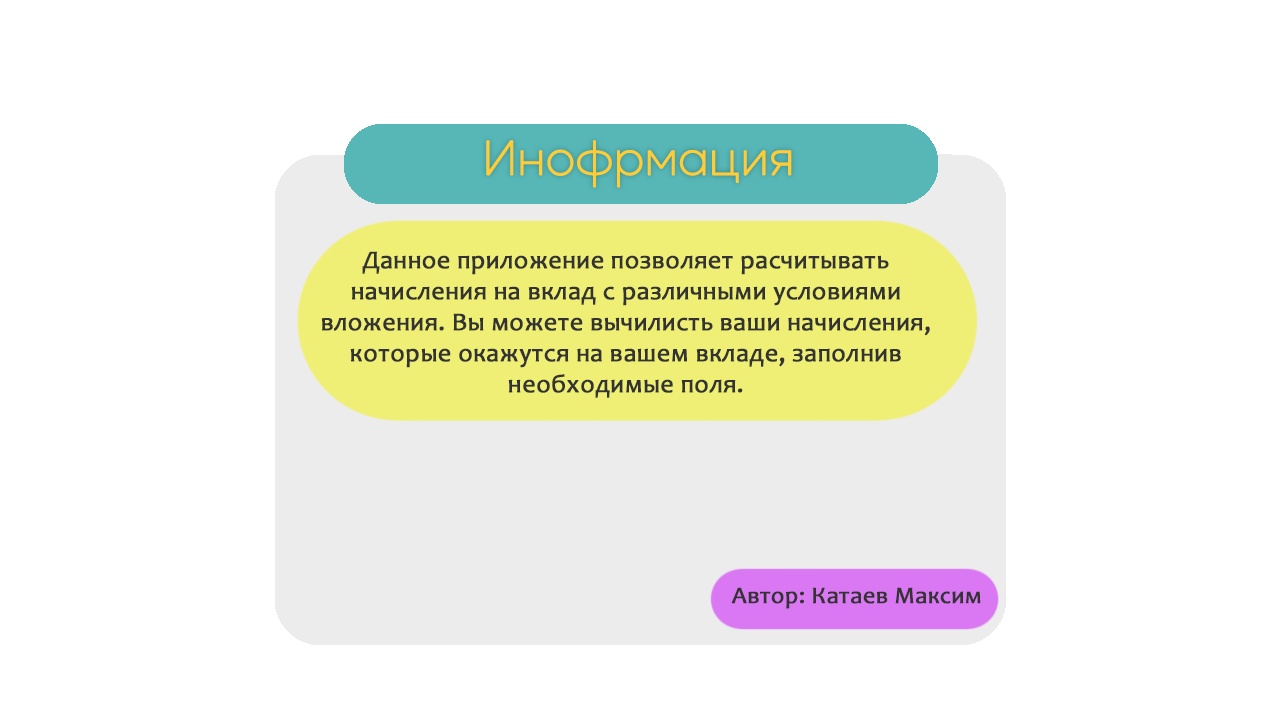 Инофрмация
Данное приложение позволяет расчитывать
начисления на вклад с различными условиями
вложения. Вы можете вычилисть ваши начисления,
которые окажутся на вашем вкладе, заполнив
необходимые поля.
Автор: Катаев Максим